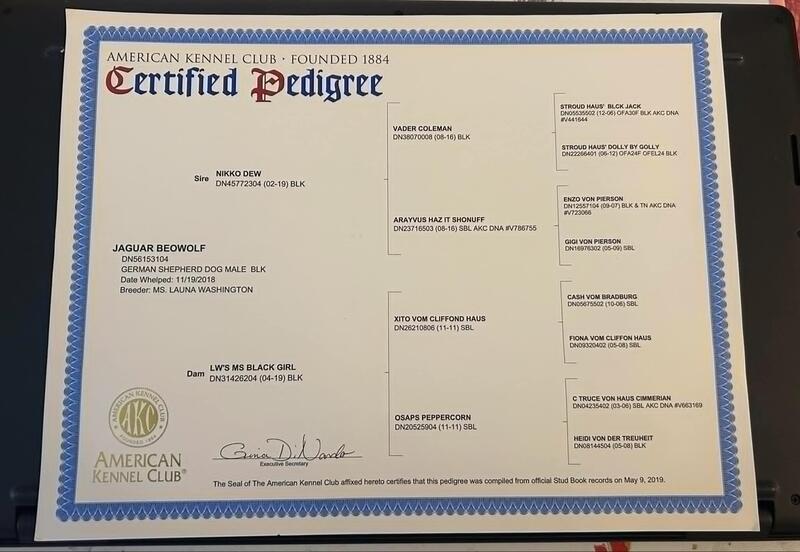 AMERICAN KENNEL CLUB · FOUNDED 1884
Certified Pedigree
JAGUAR BEOWOLF
DN56153104
GERMAN SHEPHERD DOG MALE BLK
Date Whelped: 11/19/2018
Breeder: MS. LAUNA WASHINGTON
Sire
NIKKO DEW
DN45772304 (02-19) BLK
Dam
LW'S MS BLACK GIRL
DN31426204 (04-19) BLK
VADER COLEMAN
DN38070008 (08-16) BLK
ARAYVUS HAZ IT SHONUFF
DN23716503 (08-16) SBL AKC DNA #V786755
XITO VOM CLIFFOND HAUS
DN26210806 (11-11) SBL
OSAPS PEPPERCORN
DN20525904 (11-11) SBL
STROUD HAUS' BLCK JACK
DN05535502 (12-06) OFA30F BLK AKC DNA
#V441644
STROUD HAUS' DOLLY BY GOLLY
DN22266401 (06-12) OFA24F OFEL24 BLK
ENZO VON PIERSON
DN12557104 (09-07) BLK & TN AKC DNA
#V723066
GIGI VON PIERSON
DN16976302 (05-09) SBL
CASH VOM BRADBURG
DN05675502 (10-06) SBL
FIONA VOM CLIFFON HAUS
DN09320402 (05-08) SBL
C TRUCE VON HAUS CIMMERIAN
DN04235402 (03-06) SBL AKC DNA #V663169
HEIDI VON DER TREUHEIT
DN08144504 (05-08) BLK
AMERICAN KENNEL CLUB
AKC
FOUNDED 1884
AMERICAN
KENNEL CLUB®
Gina DiNardo
Executive Secretary
The Seal of The American Kennel Club affixed hereto certifies that this pedigree was compiled from official Stud Book records on May 9, 2019.